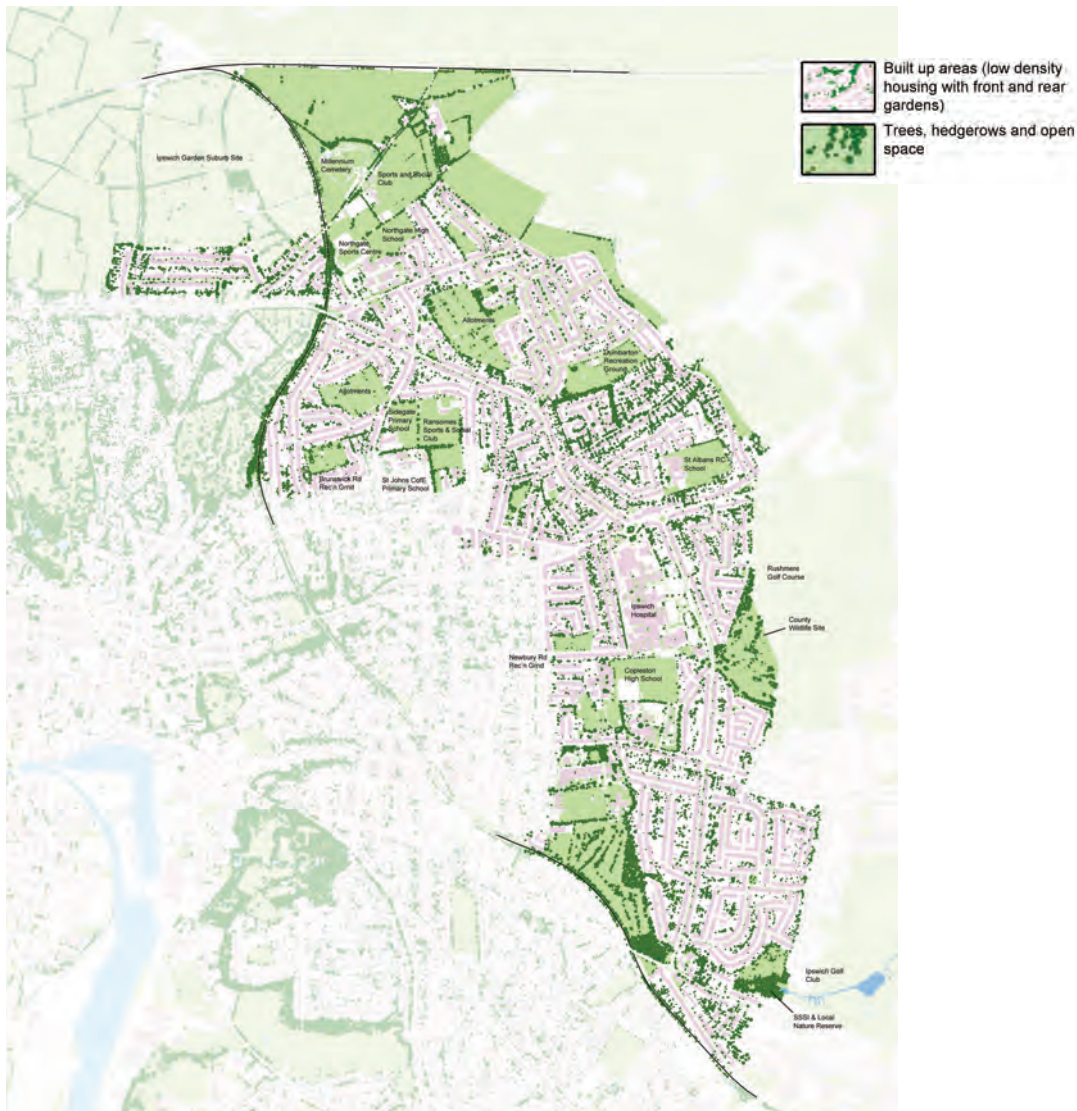 Built up areas (low density
housing with front and rear
gardens)
Trees, hedgerows and open
space
Ipswich Garden Suburb Site
Millennium
Cemetery
Sports and Social
Club
Northgate High
School
Northgate
Sports Centre
Allotments
Dumbarton
Recreation
Ground
Allotments
Sidegate
Primary
School
Ransomes
Sports & Social
Club
St Albans RC
School
Brunswick Rd
Rec'n Grnd
St Johns CofE
Primary School
Rushmere
Golf Course
County
Wildlife Site
Ipswich
Hospital
Newbury Rd
Rec'n Grnd
Copleston
High School
Ipswich Golf
Club
SSSI & Local
Nature Reserve